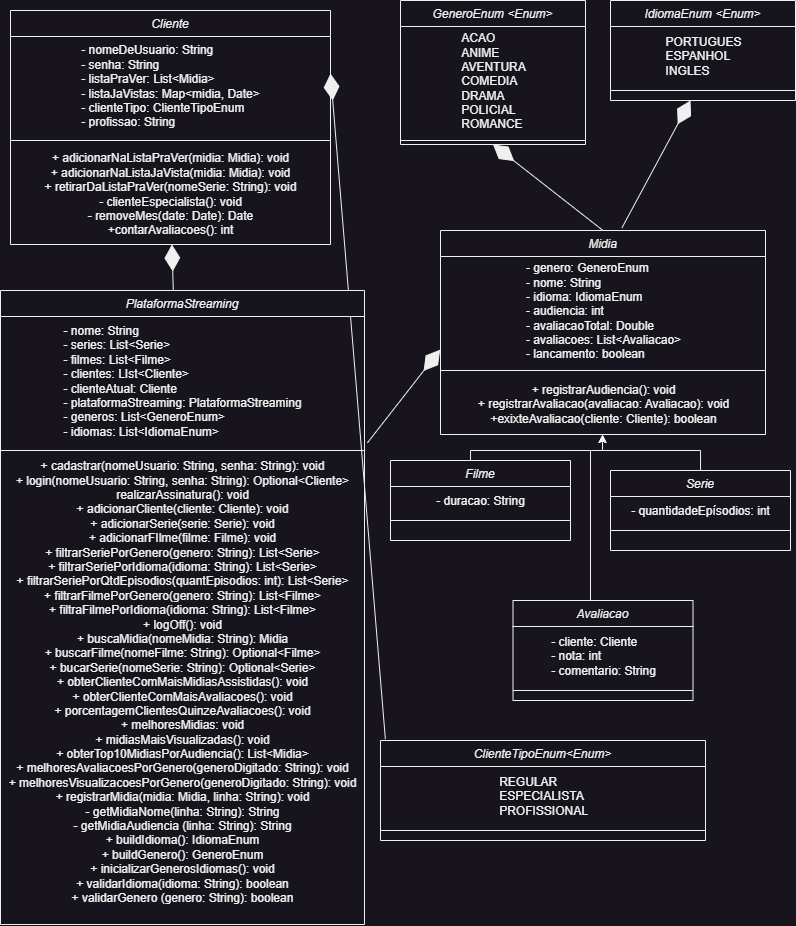 Cliente
- nomeDeUsuario: String
- senha: String
- listaPraVer: List<Midia>
- listaJaVistas: Map<midia, Date>
- clienteTipo: ClienteTipoEnum
- profissao: String
+ adicionarNaListaPraVer(midia: Midia): void
+ adicionarNaListaJaVista(midia: Midia): void
+ retirarDaListaPraVer(nomeSerie: String): void
- clienteEspecialista(): void
- removeMes(date: Date): Date
+contarAvaliacoes(): int
GeneroEnum <Enum>
ACAO
ANIME
AVENTURA
COMEDIA
DRAMA
POLICIAL
ROMANCE
IdiomaEnum <Enum>
PORTUGUES
ESPANHOL
INGLES
Midia
- genero: GeneroEnum
- nome: String
- idioma: IdiomaEnum
- audiencia: int
- avaliacaoTotal: Double
- avaliacoes: List<Avaliacao>
- lancamento: boolean
+ registrarAudiencia(): void
+ registrarAvaliacao(avaliacao: Avaliacao): void
+exixteAvaliacao(cliente: Cliente): boolean
PlataformaStreaming
- nome: String
- series: List<Serie>
- filmes: List<Filme>
- clientes: LIst<Cliente>
- clienteAtual: Cliente
- plataformaStreaming: PlataformaStreaming
- generos: List<GeneroEnum>
- idiomas: List<IdiomaEnum>
+ cadastrar(nomeUsuario: String, senha: String): void
+ login(nomeUsuario: String, senha: String): Optional<Cliente>
realizarAssinatura(): void
+ adicionarCliente(cliente: Cliente): void
+ adicionarSerie(serie: Serie): void
+ adicionarFIlme(filme: Filme): void
+ filtrarSeriePorGenero(genero: String): List<Serie>
+ filtrarSeriePorIdioma(idioma: String): List<Serie>
+ filtrarSeriePorQtdEpisodios(quantEpisodios: int): List<Serie>
+ filtrarFilmePorGenero(genero: String): List<Filme>
+ filtraFilmePorIdioma(idioma: String): List<Filme>
+ logOff(): void
+ buscaMidia(nomeMidia: String): Midia
+ buscarFilme(nomeFilme: String): Optional<Filme>
+ bucarSerie(nomeSerie: String): Optional<Serie>
+ obterClienteComMaisMidiasAssistidas(): void
+ obterClienteComMaisAvaliacoes(): void
+ porcentagemClientesQuinzeAvaliacoes(): void
+ melhoresMidias: void
+ midiasMaisVisualizadas(): void
+ obterTop10MidiasPorAudiencia(): List<Midia>
+ melhoresAvaliacoesPorGenero(generoDigitado: String): void
+ melhoresVisualizacoesPorGenero(generoDigitado: String): void
+ registrarMidia(midia: Midia, linha: String): void
- getMidiaNome(linha: String): String
- getMidiaAudiencia (linha: String): String
+ buildIdioma(): IdiomaEnum
+ buildGenero(): GeneroEnum
+ inicializarGenerosIdiomas(): void
+ validarIdioma(idioma: String): boolean
+ validarGenero (genero: String): boolean
Filme
- duracao: String
Serie
- quantidadeEpísodios: int
Avaliacao
- cliente: Cliente
- nota: int
- comentario: String
ClienteTipoEnum<Enum>
REGULAR
ESPECIALISTA
PROFISSIONAL